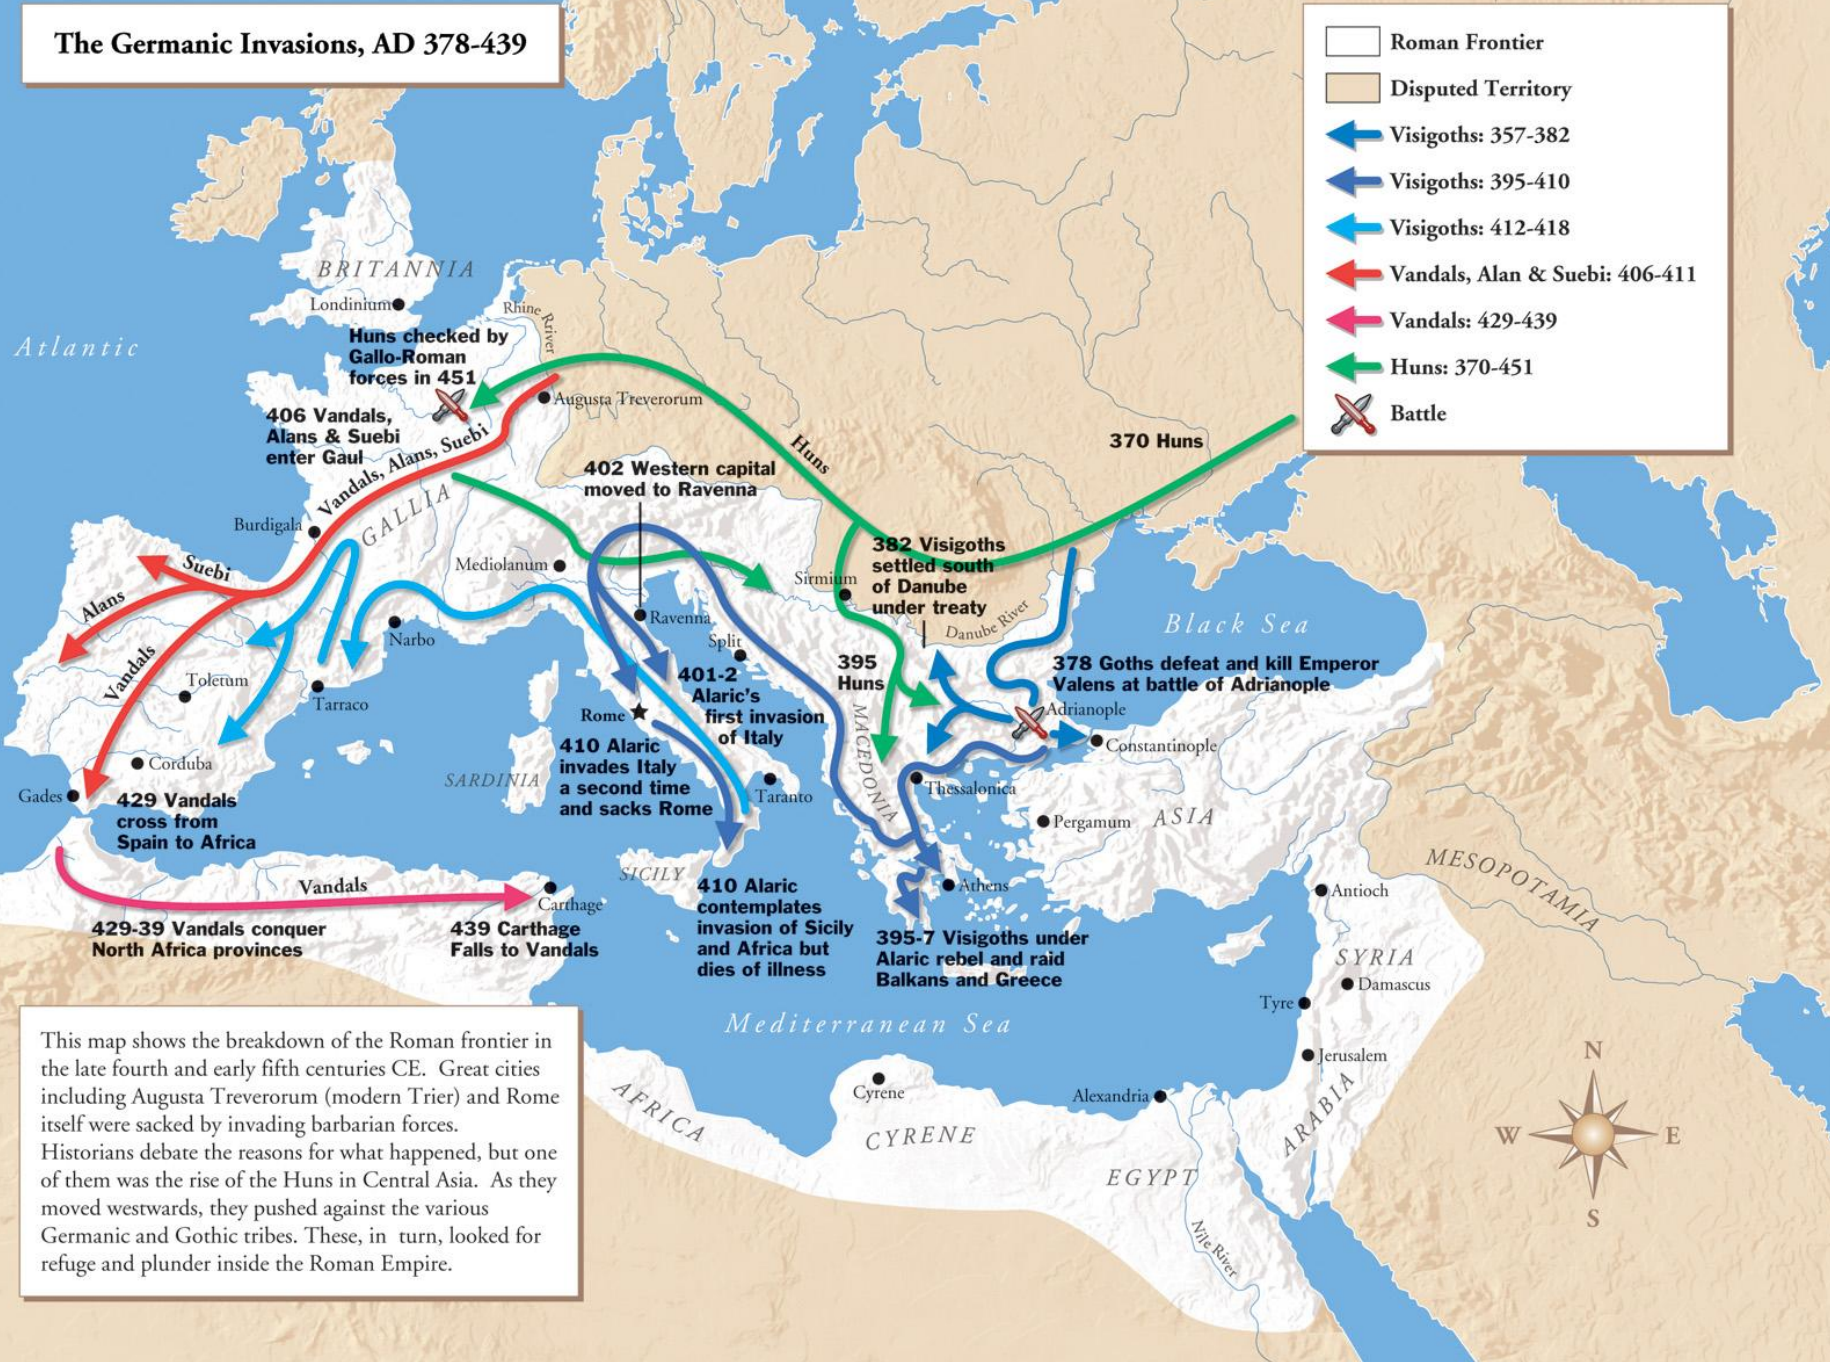 The Germanic Invasions, AD 378-439
Roman Frontier
Disputed Territory
Visigoths: 357-382
Visigoths: 395-410
Visigoths: 412-418
Vandals, Alan & Suebi: 406-411
Vandals: 429-439
Huns: 370-451
Battle
BRITANNIA
Londinium
Atlantic
Rhine Rriver
Huns checked by
Gallo-Roman
forces in 451
Augusta Treverorum
406 Vandals,
Alans & Suebi
enter Gaul
Vandals, Alans, Suebi
GALLIA
Burdigala
Huns
370 Huns
402 Western capital
moved to Ravenna
Mediolanum
Suebi
Alans
Vandals
Narbo
Toletum
Tarraco
Corduba
Gades
429 Vandals
cross from
Spain to Africa
Sirmium
382 Visigoths
settled south
of Danube
under treaty
Danube River
Black Sea
Ravenna
Split
395
Huns
378 Goths defeat and kill Emperor
Valens at battle of Adrianople
Adrianople
Constantinople
401-2
Alaric's
first invasion
of Italy
Rome
410 Alaric
invades Italy
a second time
and sacks Rome
SARDINIA
Taranto
MACEDONIA
Thessalonica
Pergamum
ASIA
MESOPOTAMIA
SICILY
Athens
Antioch
Vandals
Carthage
429-39 Vandals conquer
North Africa provinces
439 Carthage
Falls to Vandals
410 Alaric
contemplates
invasion of Sicily
and Africa but
dies of illness
395-7 Visigoths under
Alaric rebel and raid
Balkans and Greece
SYRIA
Damascus
Tyre
Mediterranean Sea
Jerusalem
ARABIA
AFRICA
Cyrene
CYRENE
Alexandria
EGYPT
Nile River
N
W
E
S
This map shows the breakdown of the Roman frontier in
the late fourth and early fifth centuries CE. Great cities
including Augusta Treverorum (modern Trier) and Rome
itself were sacked by invading barbarian forces.
Historians debate the reasons for what happened, but one
of them was the rise of the Huns in Central Asia. As they
moved westwards, they pushed against the various
Germanic and Gothic tribes. These, in turn, looked for
refuge and plunder inside the Roman Empire.